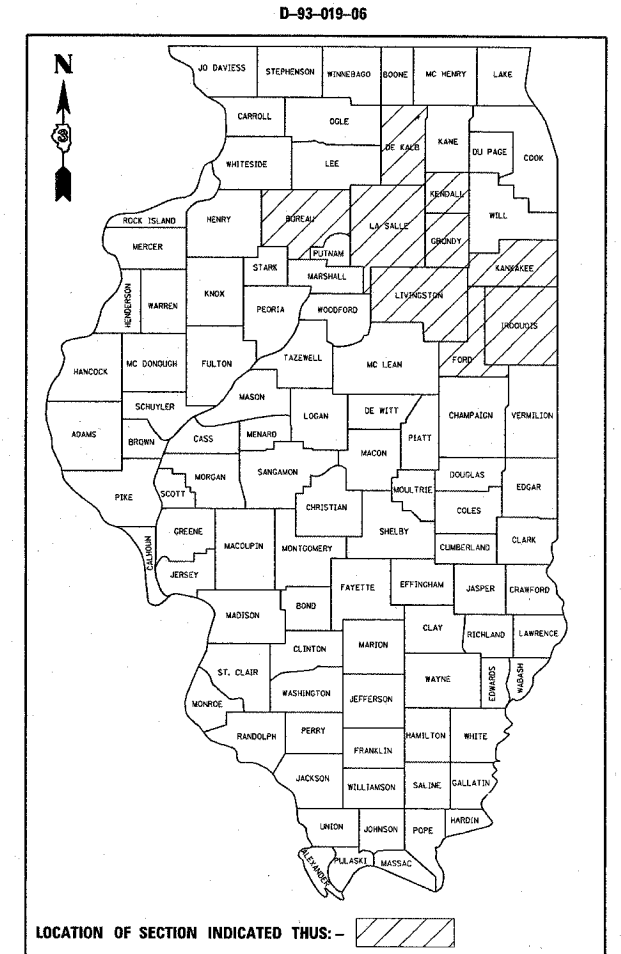 D-93-019-06
N
JO DAVIESS STEPHENSON WINNEBAGO BOONE MC HENRY LAKE
CARROLL OGLE DE KALB KANE DU PAGE COOK
WHITESIDE LEE
KENDALL WILL
ROCK ISLAND HENRY BUREAU LA SALLE GRUNDY
MERCER PUTNAM KANKAKEE
STARK MARSHALL
HENDERSON WARREN KNOX PEORIA WOODFORD LIVINGSTON IROQUOIS
HANCOCK MC DONOUGH FULTON TAZEWELL MC LEAN FORD
MASON
SCHUYLER LOGAN DE WITT CHAMPAIGN VERMILION
ADAMS BROWN CASS MENARD MACON PIATT
MORGAN SANGAMON DOUGLAS EDGAR
PIKE SCOTT CHRISTIAN MOULTRIE COLES
GREENE MACOUPIN MONTGOMERY SHELBY CUMBERLAND CLARK
CALHOUN JERSEY FAYETTE EFFINGHAM JASPER CRAWFORD
MADISON BOND
CLINTON MARION CLAY RICHLAND LAWRENCE
ST. CLAIR WASHINGTON JEFFERSON WAYNE EDWARDS WABASH
MONROE
RANDOLPH PERRY FRANKLIN HAMILTON WHITE
JACKSON WILLIAMSON SALINE GALLATIN
UNION JOHNSON POPE HARDIN
ALEXANDER PULASKI MASSAC
LOCATION OF SECTION INDICATED THUS: -